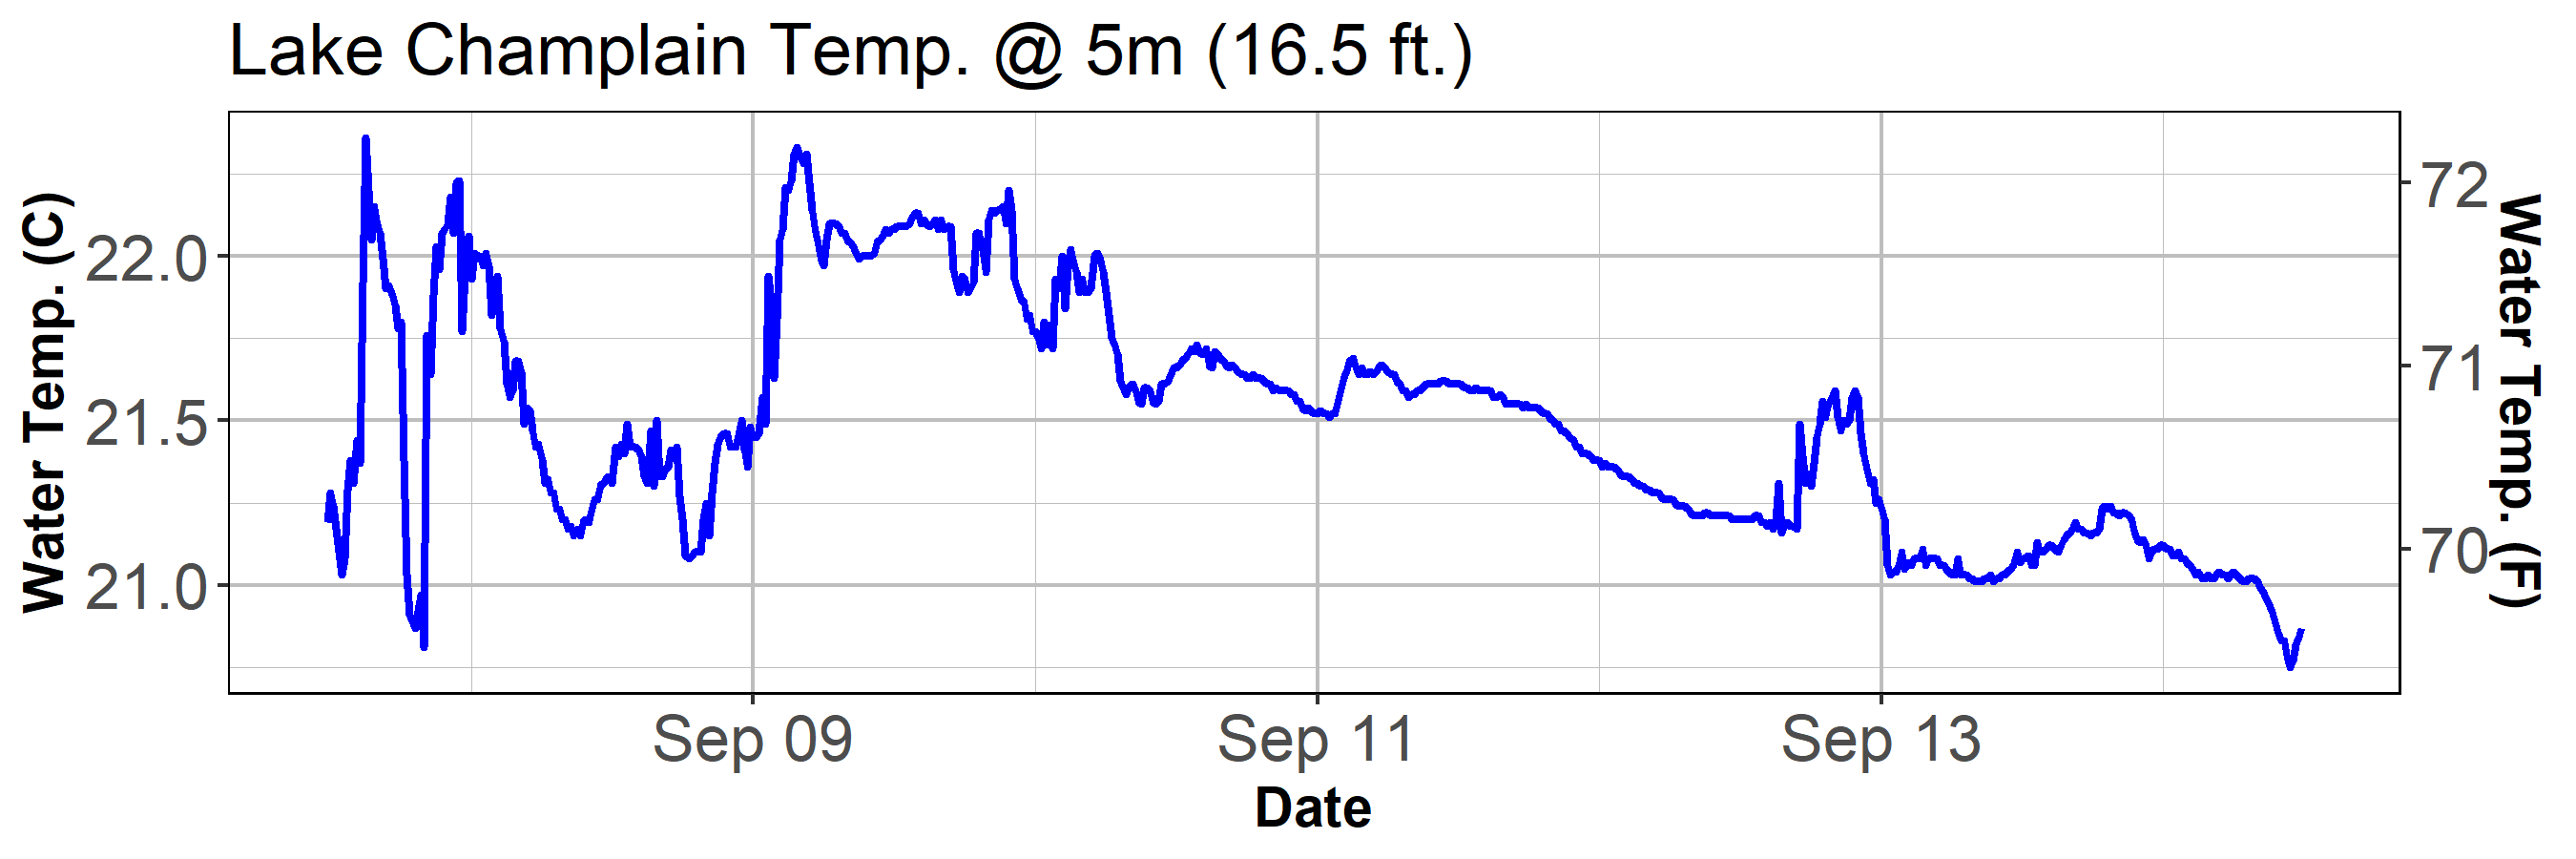 Lake Champlain Temp. @ 5m (16.5 ft.)
Water Temp. (C)
22.0
21.5
21.0
72
71
70
Water Temp. (F)
Sep 09
Sep 11
Sep 13
Date